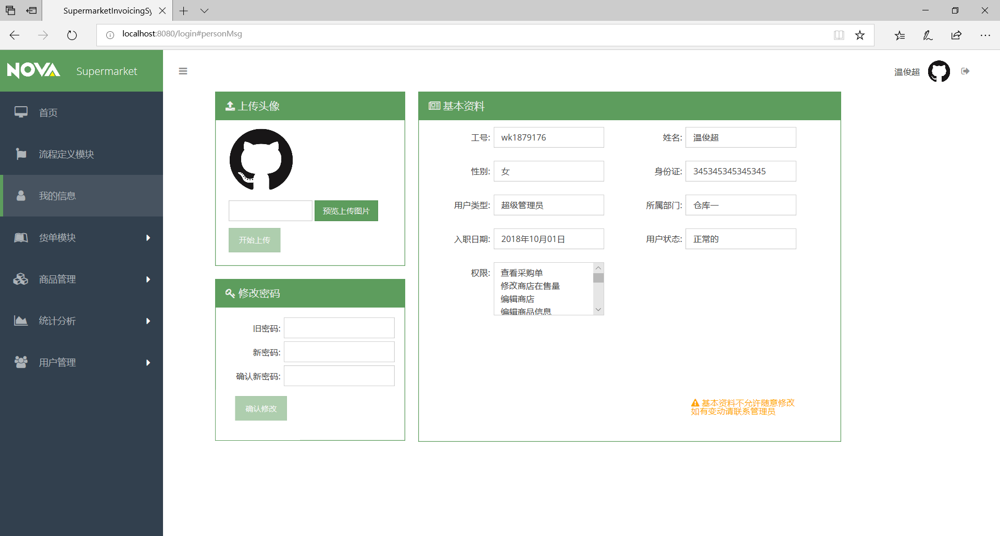 SupermarketInvoicingSy
localhost:8080/login#personMsg
NOVA Supermarket
温俊超
首页
流程定义模块
我的信息
货单模块
商品管理
统计分析
用户管理
上传头像
预览上传图片
开始上传
修改密码
旧密码:
新密码:
确认新密码:
确认修改
基本资料
工号: wk1879176 姓名: 温俊超
性别: 女 身份证: 345345345345345
用户类型: 超级管理员 所属部门: 仓库一
入职日期: 2018年10月01日 用户状态: 正常的
权限: 查看采购单
修改商店在售量
编辑商店
编辑商品信息
基本资料不允许随意修改
如有变动请联系管理员